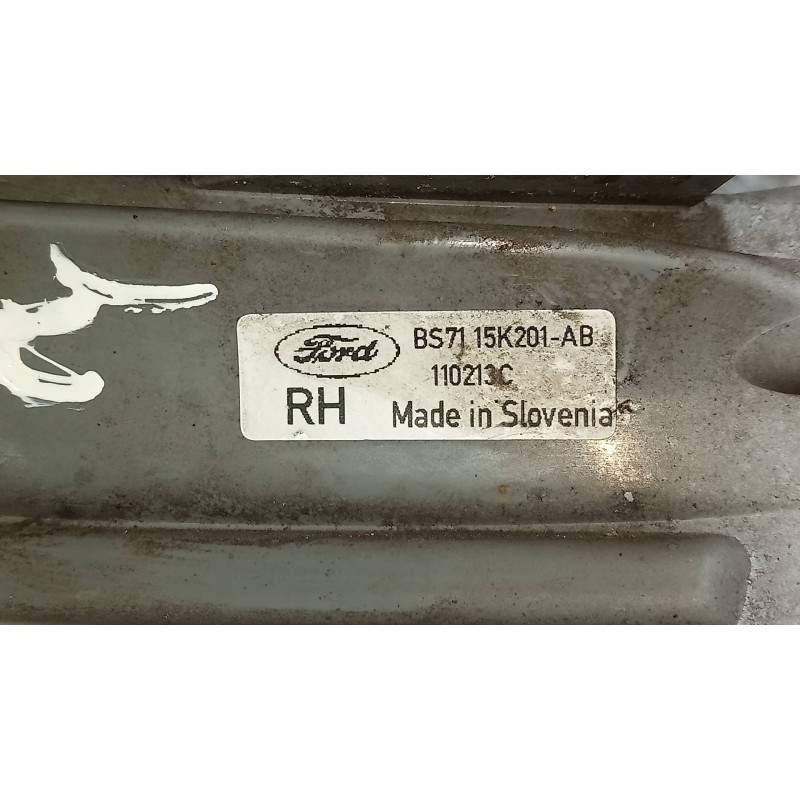 Ford BS71 15K201-AB
110213C
RH Made in Slovenia